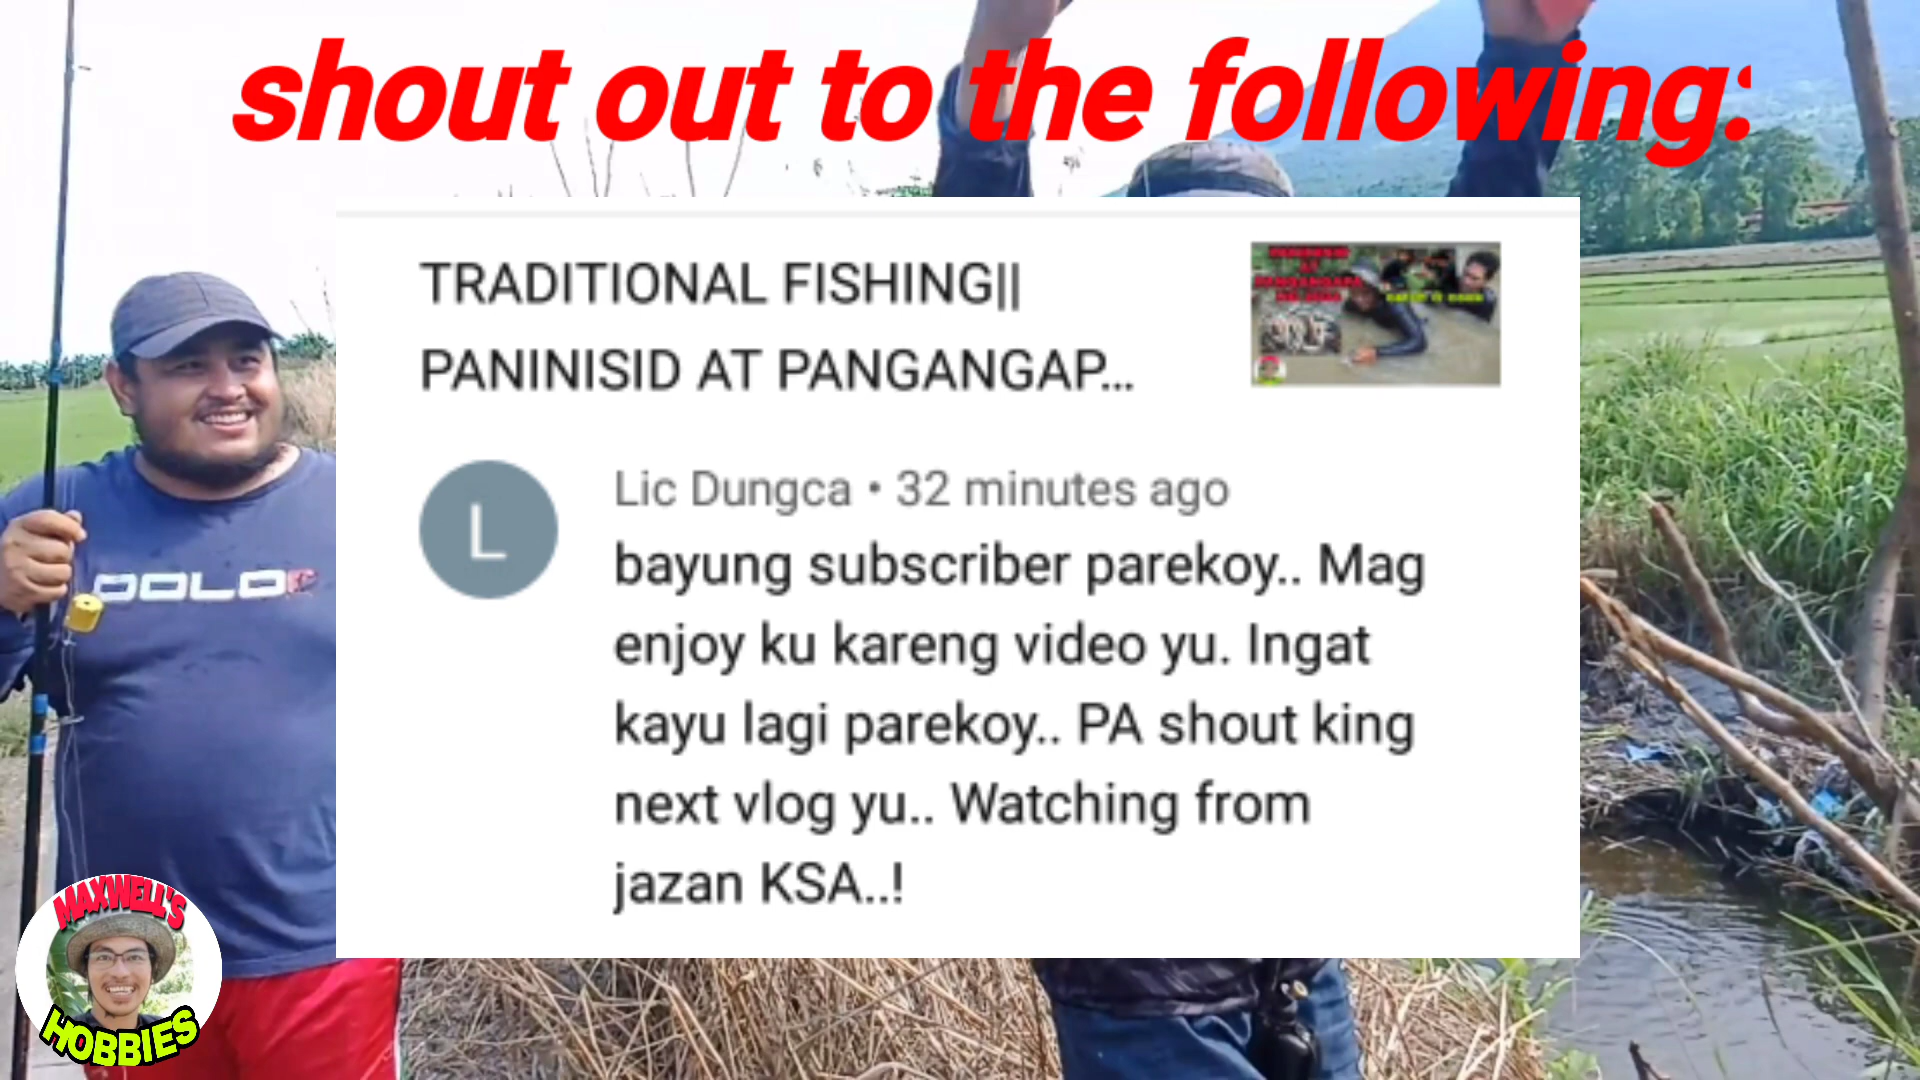 shout out to the following:
TRADITIONAL FISHING||
PANINISID AT PANGANGAP...
L
Lic Dungca • 32 minutes ago
bayung subscriber parekoy.. Mag
enjoy ku kareng video yu. Ingat
kayu lagi parekoy.. PA shout king
next vlog yu.. Watching from
jazan KSA..!
MAXWELL'S
HOBBIES